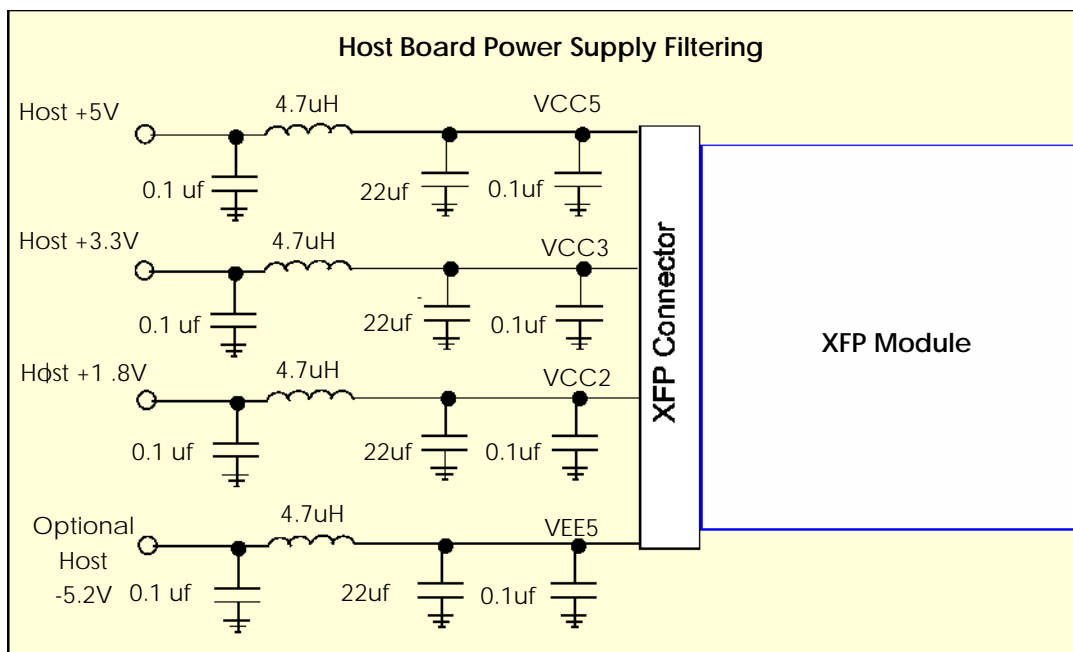 Host Board Power Supply Filtering
Host +5V
4.7uH
VCC5
0.1 uf
22uf
0.1uf
Host +3.3V
4.7uH
VCC3
0.1 uf
22uf
0.1uf
Host +1 .8V
4.7uH
VCC2
0.1 uf
22uf
0.1uf
Optional
Host
-5.2V
4.7uH
VEE5
0.1 uf
22uf
0.1uf
XFP Connector
XFP Module